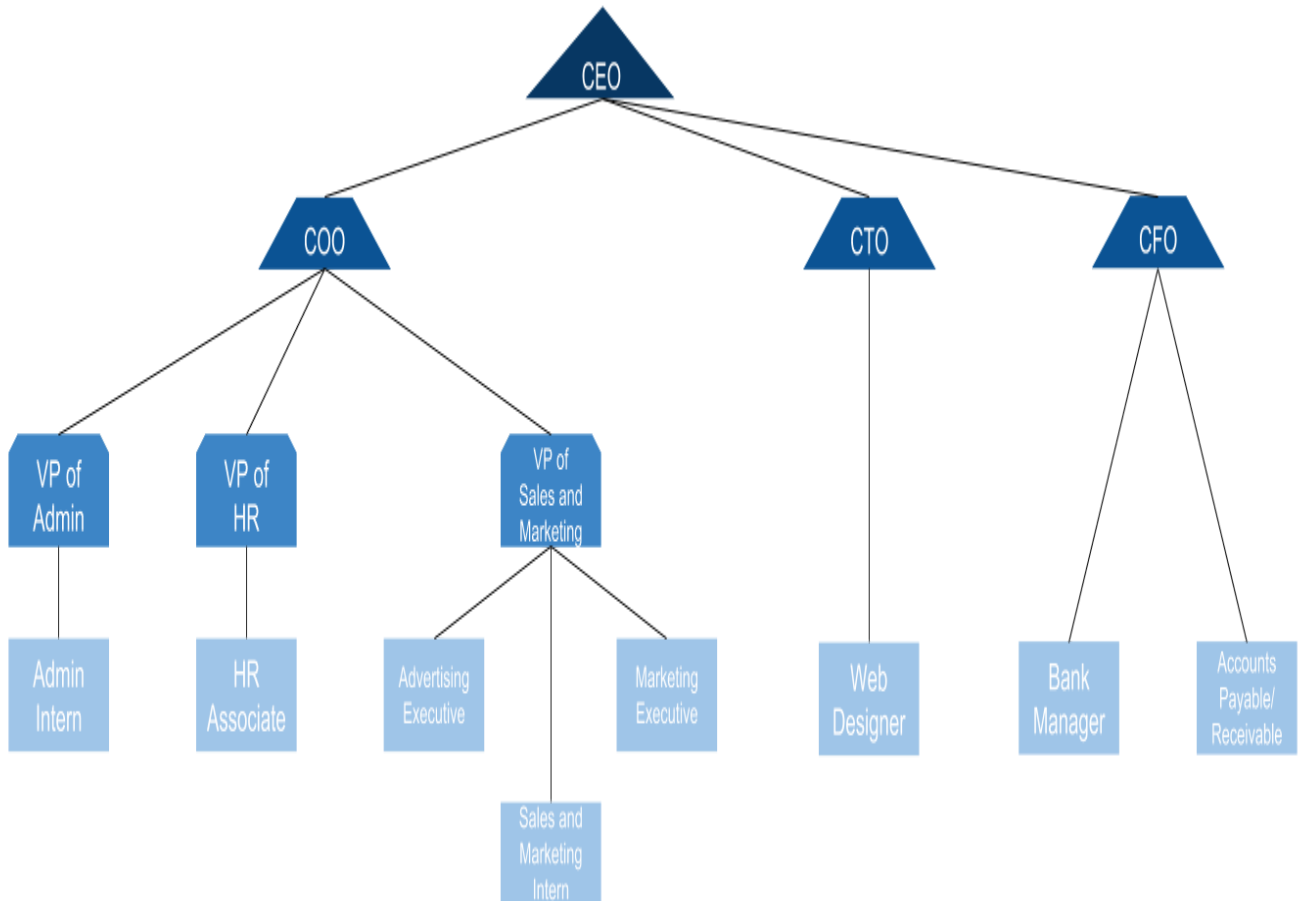 CEO
COO
CTO
CFO
VP of
Admin
VP of
HR
VP of
Sales and
Marketing
Admin
Intern
HR
Associate
Advertising
Executive
Marketing
Executive
Web
Designer
Bank
Manager
Accounts
Payable/
Receivable
Sales and
Marketing
Intern